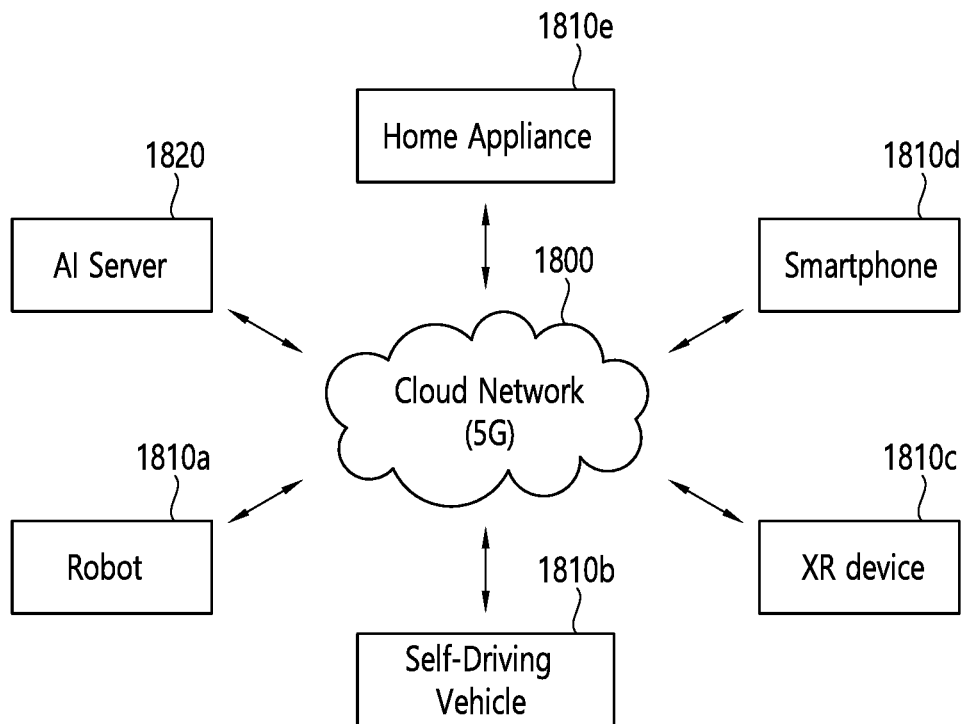 1810e
Home Appliance
1820
AI Server
1810d
Smartphone
1800
Cloud Network
(5G)
1810a
Robot
1810c
XR device
1810b
Self-Driving
Vehicle